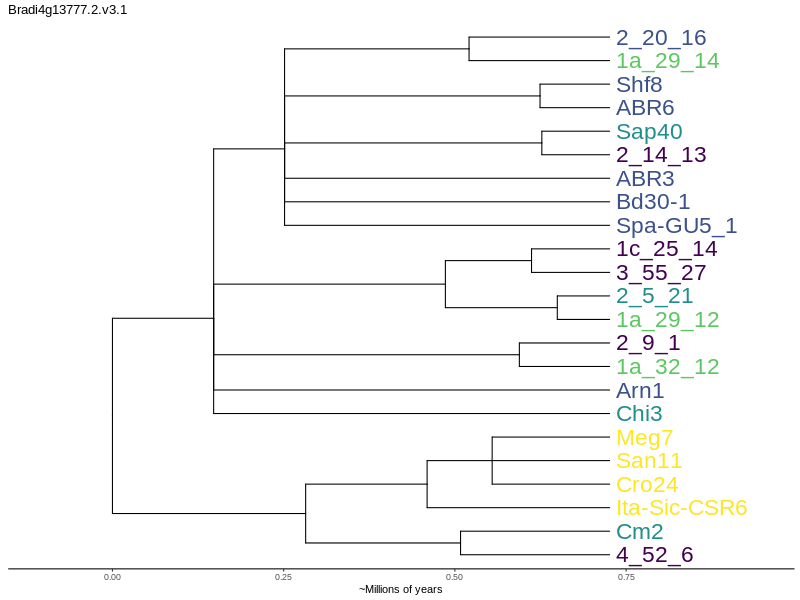 Bradi4g13777.2.v3.1
2_20_16
1a_29_14
Shf8
ABR6
Sap40
2_14_13
ABR3
Bd30-1
Spa-GU5_1
1c_25_14
3_55_27
2_5_21
1a_29_12
2_9_1
1a_32_12
Arn1
Chi3
Meg7
San11
Cro24
Ita-Sic-CSR6
Cm2
4_52_6
0.00 0.25 0.50 0.75
~Millions of years